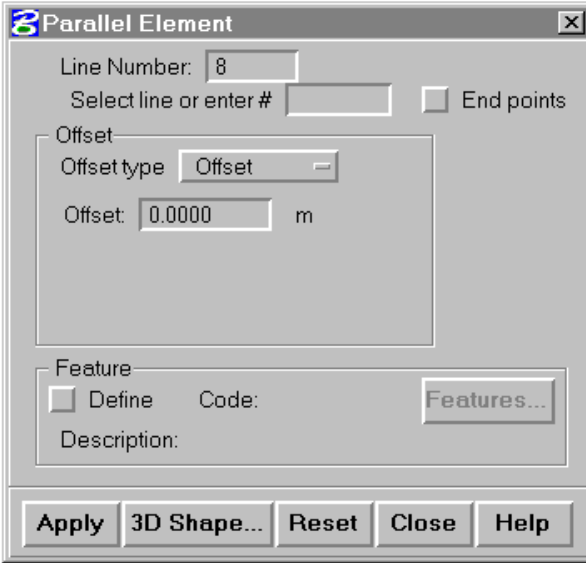 Parallel Element
Line Number: 8
Select line or enter # End points
Offset
Offset type Offset
Offset: 0.0000 m
Feature
Define Code: Features...
Description:
Apply 3D Shape... Reset Close Help